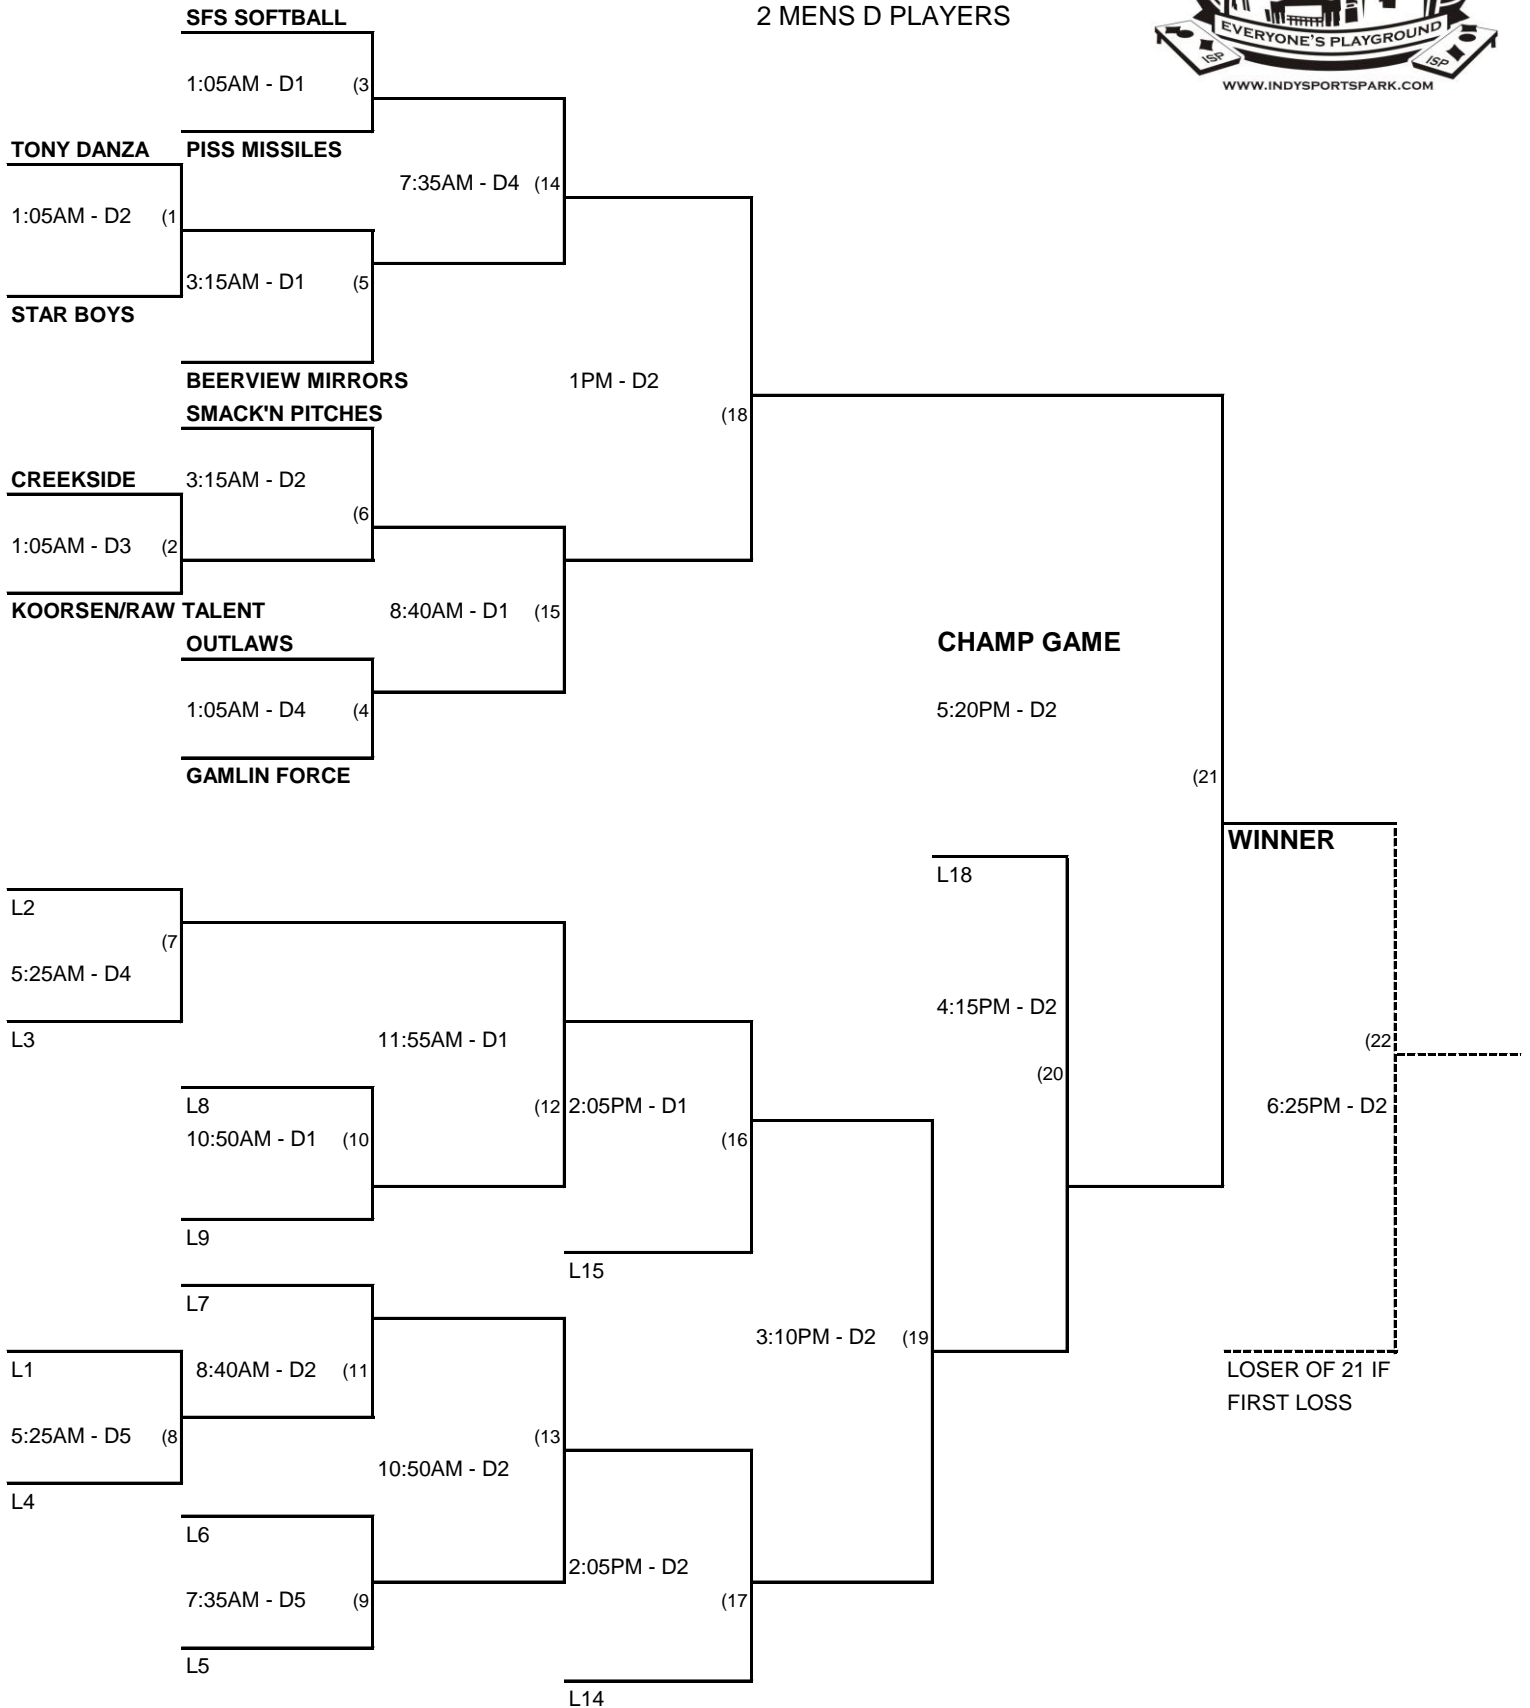 SFS SOFTBALL
2 MENS D PLAYERS
EVERYONE'S PLAYGROUND
ISP
ISP
WWW.INDYSPORTSPARK.COM
1:05AM - D1 (3
TONY DANZA
PISS MISSILES
7:35AM - D4 (14
1:05AM - D2 (1
3:15AM - D1 (5
STAR BOYS
BEERVIEW MIRRORS
1PM - D2
SMACK'N PITCHES
(18
CREEKSIDE
3:15AM - D2
(6
1:05AM - D3 (2
KOORSEN/RAW TALENT
8:40AM - D1 (15
OUTLAWS
CHAMP GAME
1:05AM - D4 (4
5:20PM - D2
GAMLIN FORCE
(21
WINNER
L18
L2
(7
5:25AM - D4
4:15PM - D2
L3
11:55AM - D1
(22
(20
L8
(12
2:05PM - D1
6:25PM - D2
10:50AM - D1 (10
(16
L9
L15
L7
3:10PM - D2 (19
L1
8:40AM - D2 (11
LOSER OF 21 IF
FIRST LOSS
5:25AM - D5 (8
(13
10:50AM - D2
L4
L6
2:05PM - D2
7:35AM - D5 (9
(17
L5
L14